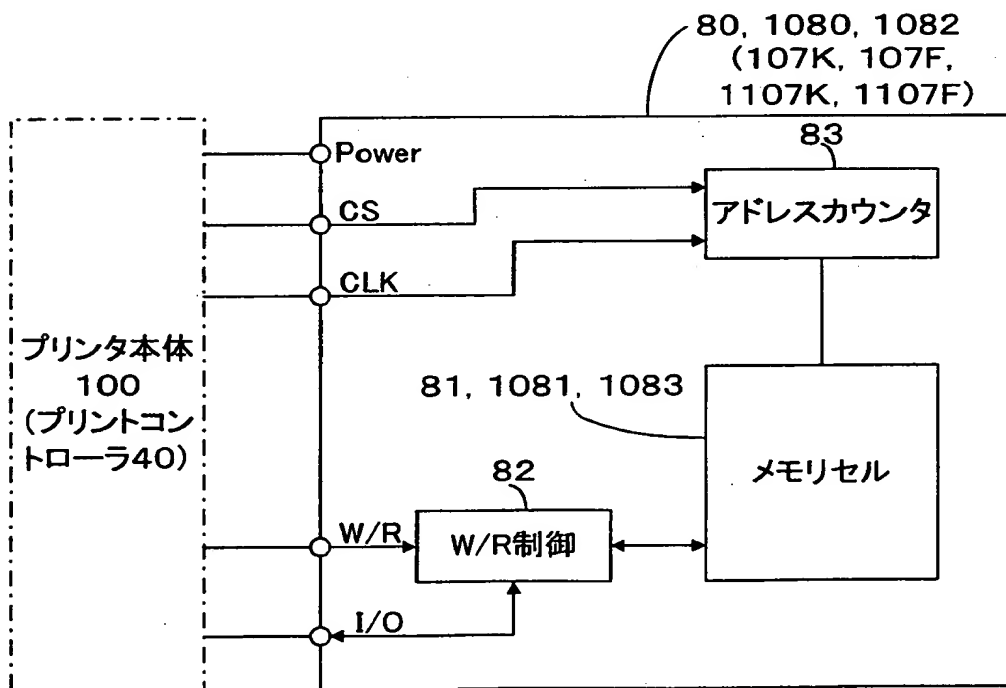 80, 1080, 1082
(107K, 107F,
1107K, 1107F)
Power
83
CS
アドレスカウンタ
CLK
プリンタ本体
100
(プリントコン
トローラ40)
81, 1081, 1083
メモリセル
82
W/R
W/R制御
I/O